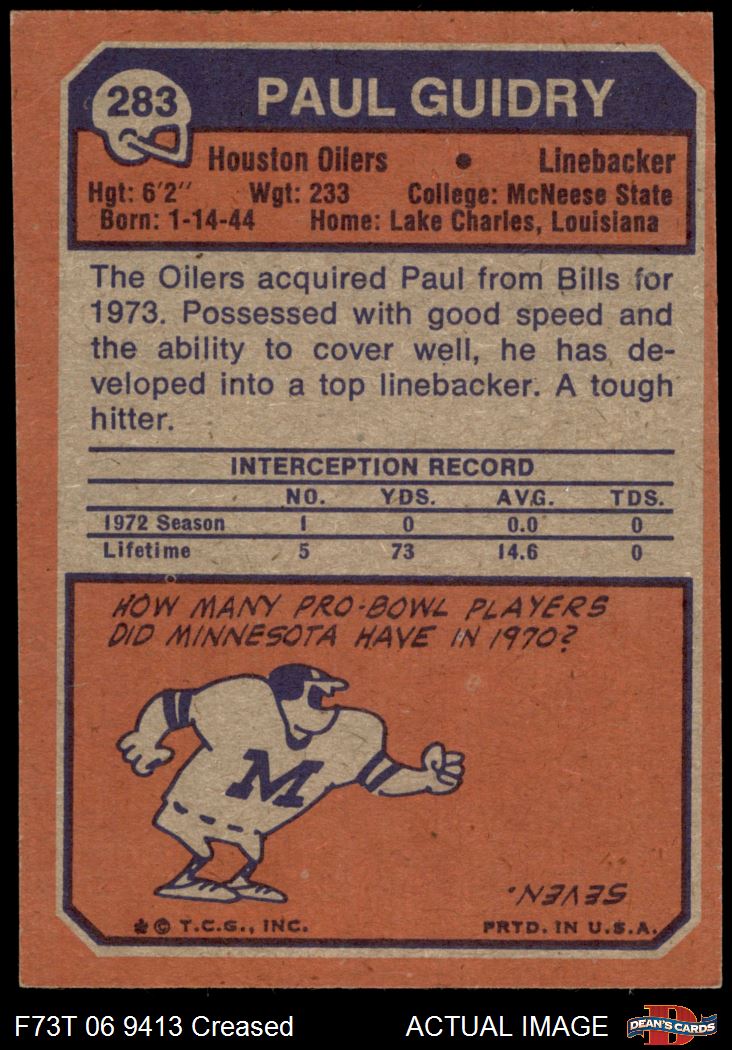 283
PAUL GUIDRY
Houston Oilers • Linebacker
Hgt: 6'2" Wgt: 233 College: McNeese State
Born: 1-14-44 Home: Lake Charles, Louisiana
The Oilers acquired Paul from Bills for
1973. Possessed with good speed and
the ability to cover well, he has de-
veloped into a top linebacker. A tough
hitter.
INTERCEPTION RECORD
NO. YDS. AVG. TDS.
1972 Season 1 0 0.0 0
Lifetime 5 73 14.6 0
HOW MANY PRO-BOWL PLAYERS
DID MINNESOTA HAVE IN 1970?
M
SEVEN.
* © T.C.G., INC. PRTD. IN U.S.A.
F73T 06 9413 Creased ACTUAL IMAGE
D
DEAN'S CARDS